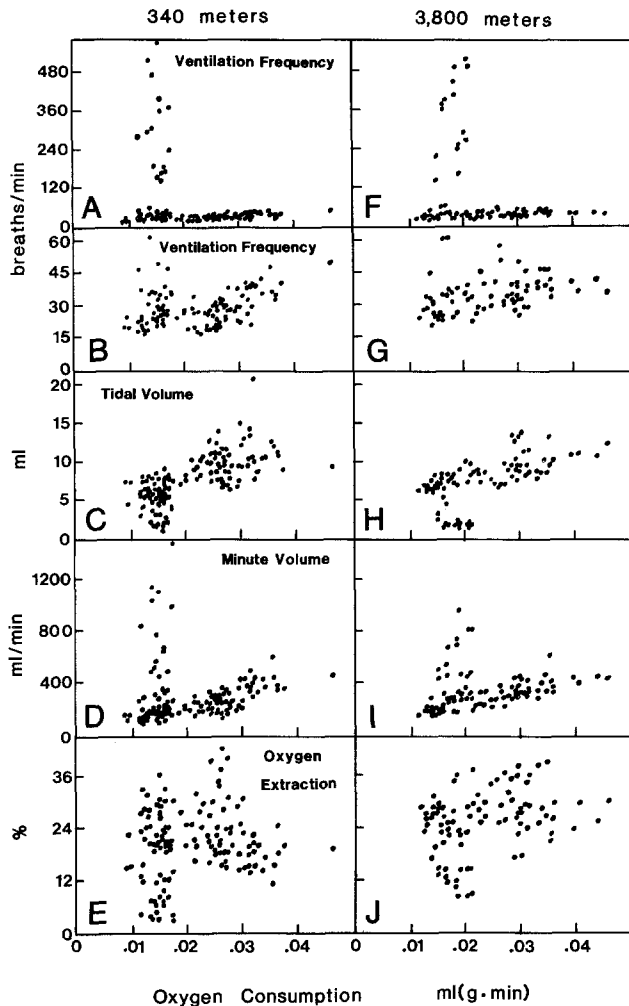 340 meters
3,800 meters
Ventilation Frequency
480
360
240
120
0
A
F
breaths/min
Ventilation Frequency
60
45
30
15
0
B
G
Tidal Volume
20
15
10
5
0
ml
C
H
Minute Volume
1200
800
400
0
ml/min
D
I
Oxygen
Extraction
36
24
12
0
%
E
J
0 .01 .02 .03 .04
0 .01 .02 .03 .04
Oxygen Consumption ml(g·min)